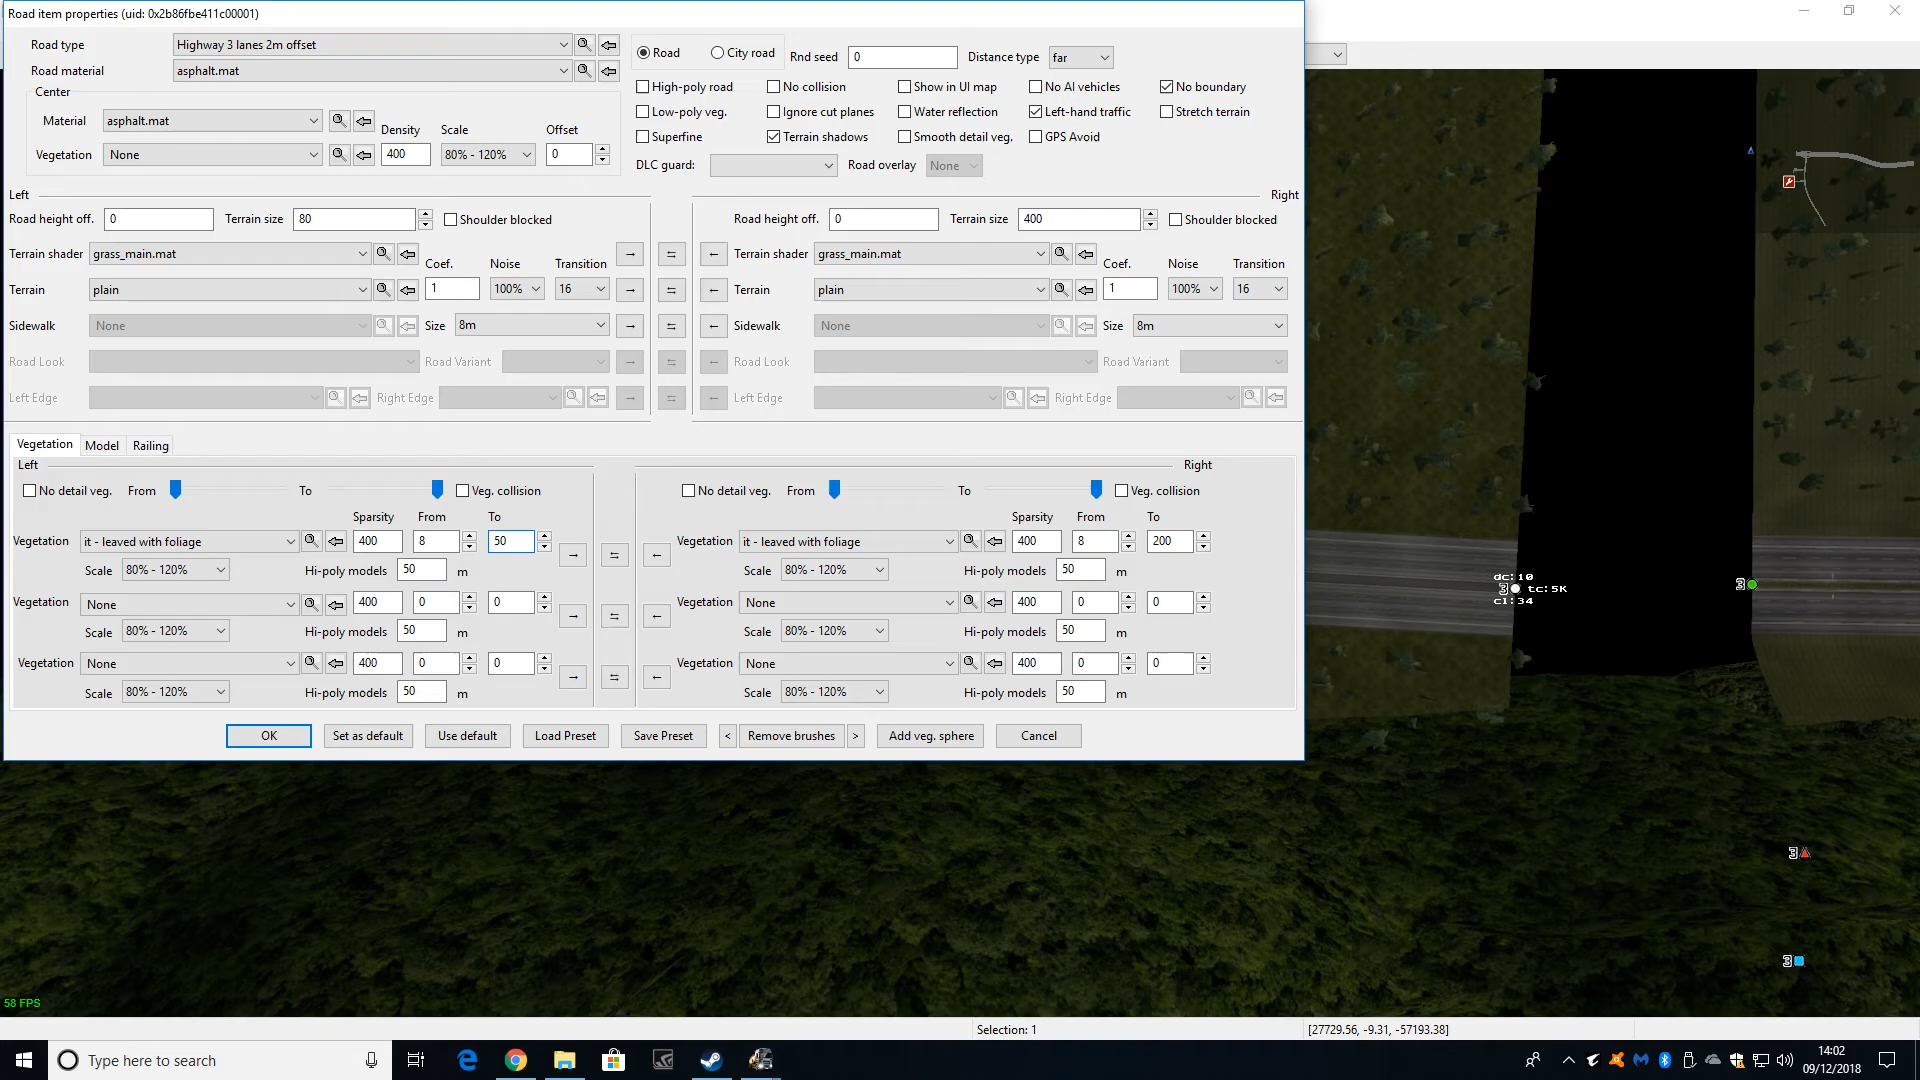 Road item properties (uid: 0x2b86fbe411c00001)
Road type Highway 3 lanes 2m offset Road City road Rnd seed 0 Distance type far
Road material asphalt.mat
Center High-poly road No collision Show in UI map No AI vehicles No boundary
Material asphalt.mat Density Scale Offset Low-poly veg. Ignore cut planes Water reflection Left-hand traffic Stretch terrain
Superfine Terrain shadows Smooth detail veg. GPS Avoid
Vegetation None 400 80% - 120% 0 DLC guard: Road overlay None
Left Right
Road height off. 0 Terrain size 80 Shoulder blocked Road height off. 0 Terrain size 400 Shoulder blocked
Terrain shader grass_main.mat Coef. Noise Transition → ⇆ ← Terrain shader grass_main.mat Coef. Noise Transition
Terrain plain 1 100% 16 → ⇆ ← Terrain plain 1 100% 16
Sidewalk None Size 8m → ⇆ ← Sidewalk None Size 8m
Road Look Road Variant → ⇆ ← Road Look Road Variant
Left Edge Right Edge → ⇆ ← Left Edge Right Edge
Vegetation Model Railing
Left Right
No detail veg. From To Veg. collision No detail veg. From To Veg. collision
Sparsity From To Sparsity From To
Vegetation it - leaved with foliage 400 8 50 → ⇆ ← Vegetation it - leaved with foliage 400 8 200
Scale 80% - 120% Hi-poly models 50 m Scale 80% - 120% Hi-poly models 50 m
Vegetation None 400 0 0 → ⇆ ← Vegetation None 400 0 0
Scale 80% - 120% Hi-poly models 50 m Scale 80% - 120% Hi-poly models 50 m
Vegetation None 400 0 0 → ⇆ ← Vegetation None 400 0 0
Scale 80% - 120% Hi-poly models 50 m Scale 80% - 120% Hi-poly models 50 m
OK Set as default Use default Load Preset Save Preset < Remove brushes > Add veg. sphere Cancel
dc:10
3 tc:5K
cl:34
3
3
3
58 FPS
Selection: 1 [27729.56, -9.31, -57193.38]
Type here to search
14:02
09/12/2018